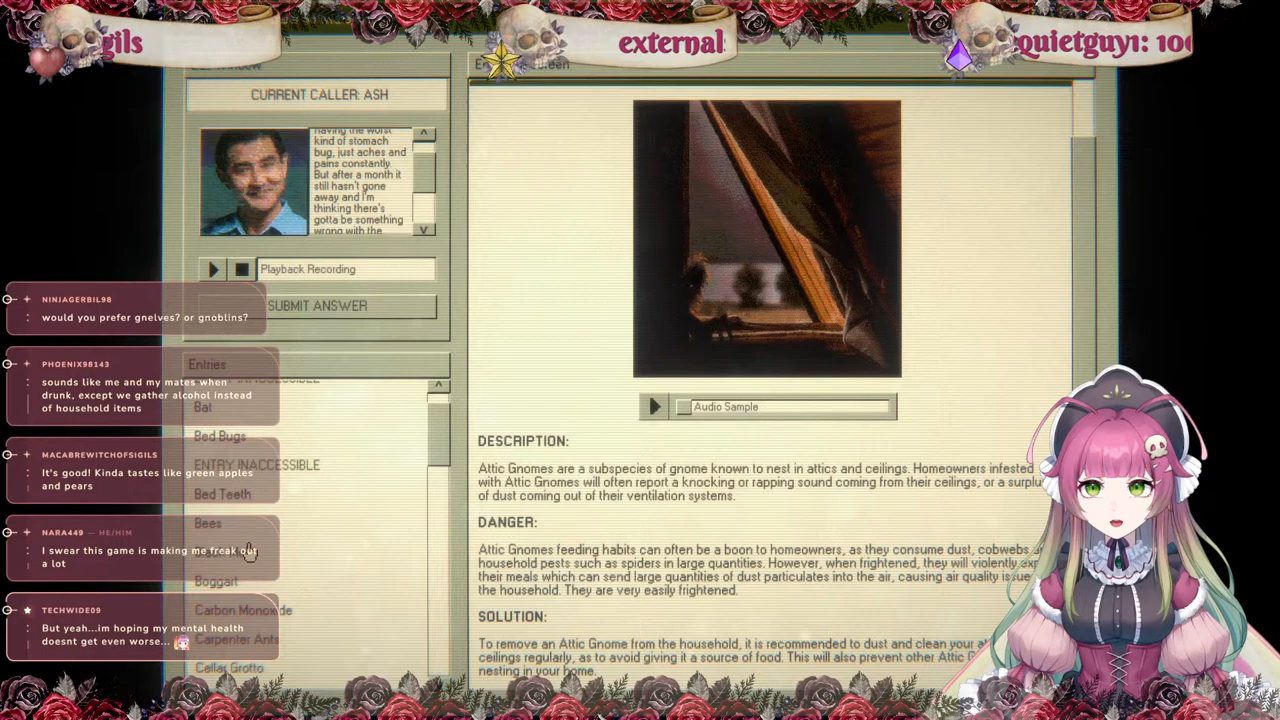 gils
external
quietguy1: 100
CURRENT CALLER: ASH
having the worst
kind of stomach
bug, just aches and
pains constantly.
But after a month it
still hasn't gone
away and I'm
thinking there's
gotta be something
wrong with the
Playback Recording
SUBMIT ANSWER
Entries
ENTRY INACCESSIBLE
Bat
Bed Bugs
ENTRY INACCESSIBLE
Bed Teeth
Bees
Boggart
Carbon Monoxide
Carpenter Ants
Cellar Grotto
NINJAGERBIL98
would you prefer gnelves? or gnoblins?
PHOENIX98143
sounds like me and my mates when
drunk, except we gather alcohol instead
of household items
MACABREWITCHOFSIGILS
It's good! Kinda tastes like green apples
and pears
NARA449 — HE/HIM
I swear this game is making me freak out
a lot
TECHWIDE09
But yeah...im hoping my mental health
doesnt get even worse...
Audio Sample
DESCRIPTION:
Attic Gnomes are a subspecies of gnome known to nest in attics and ceilings. Homeowners infested
with Attic Gnomes will often report a knocking or rapping sound coming from their ceilings, or a surplu
of dust coming out of their ventilation systems.
DANGER:
Attic Gnomes feeding habits can often be a boon to homeowners, as they consume dust, cobwebs
household pests such as spiders in large quantities. However, when frightened, they will violently
their meals which can send large quantities of dust particulates into the air, causing air quality issue
the household. They are very easily frightened.
SOLUTION:
To remove an Attic Gnome from the household, it is recommended to dust and clean your
ceilings regularly, as to avoid giving it a source of food. This will also prevent other Attic
nesting in your home.